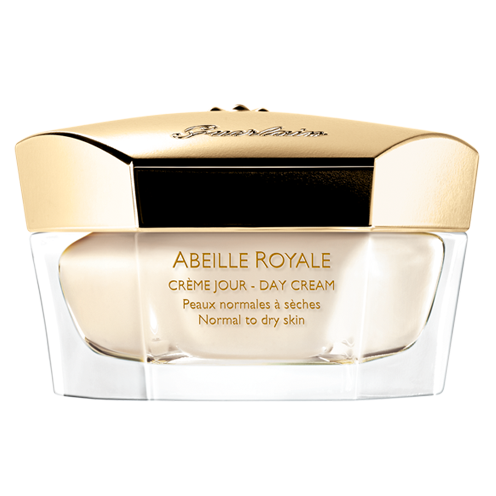 Guerlain
ABEILLE ROYALE
CRÈME JOUR - DAY CREAM
Peaux normales à sèches
Normal to dry skin